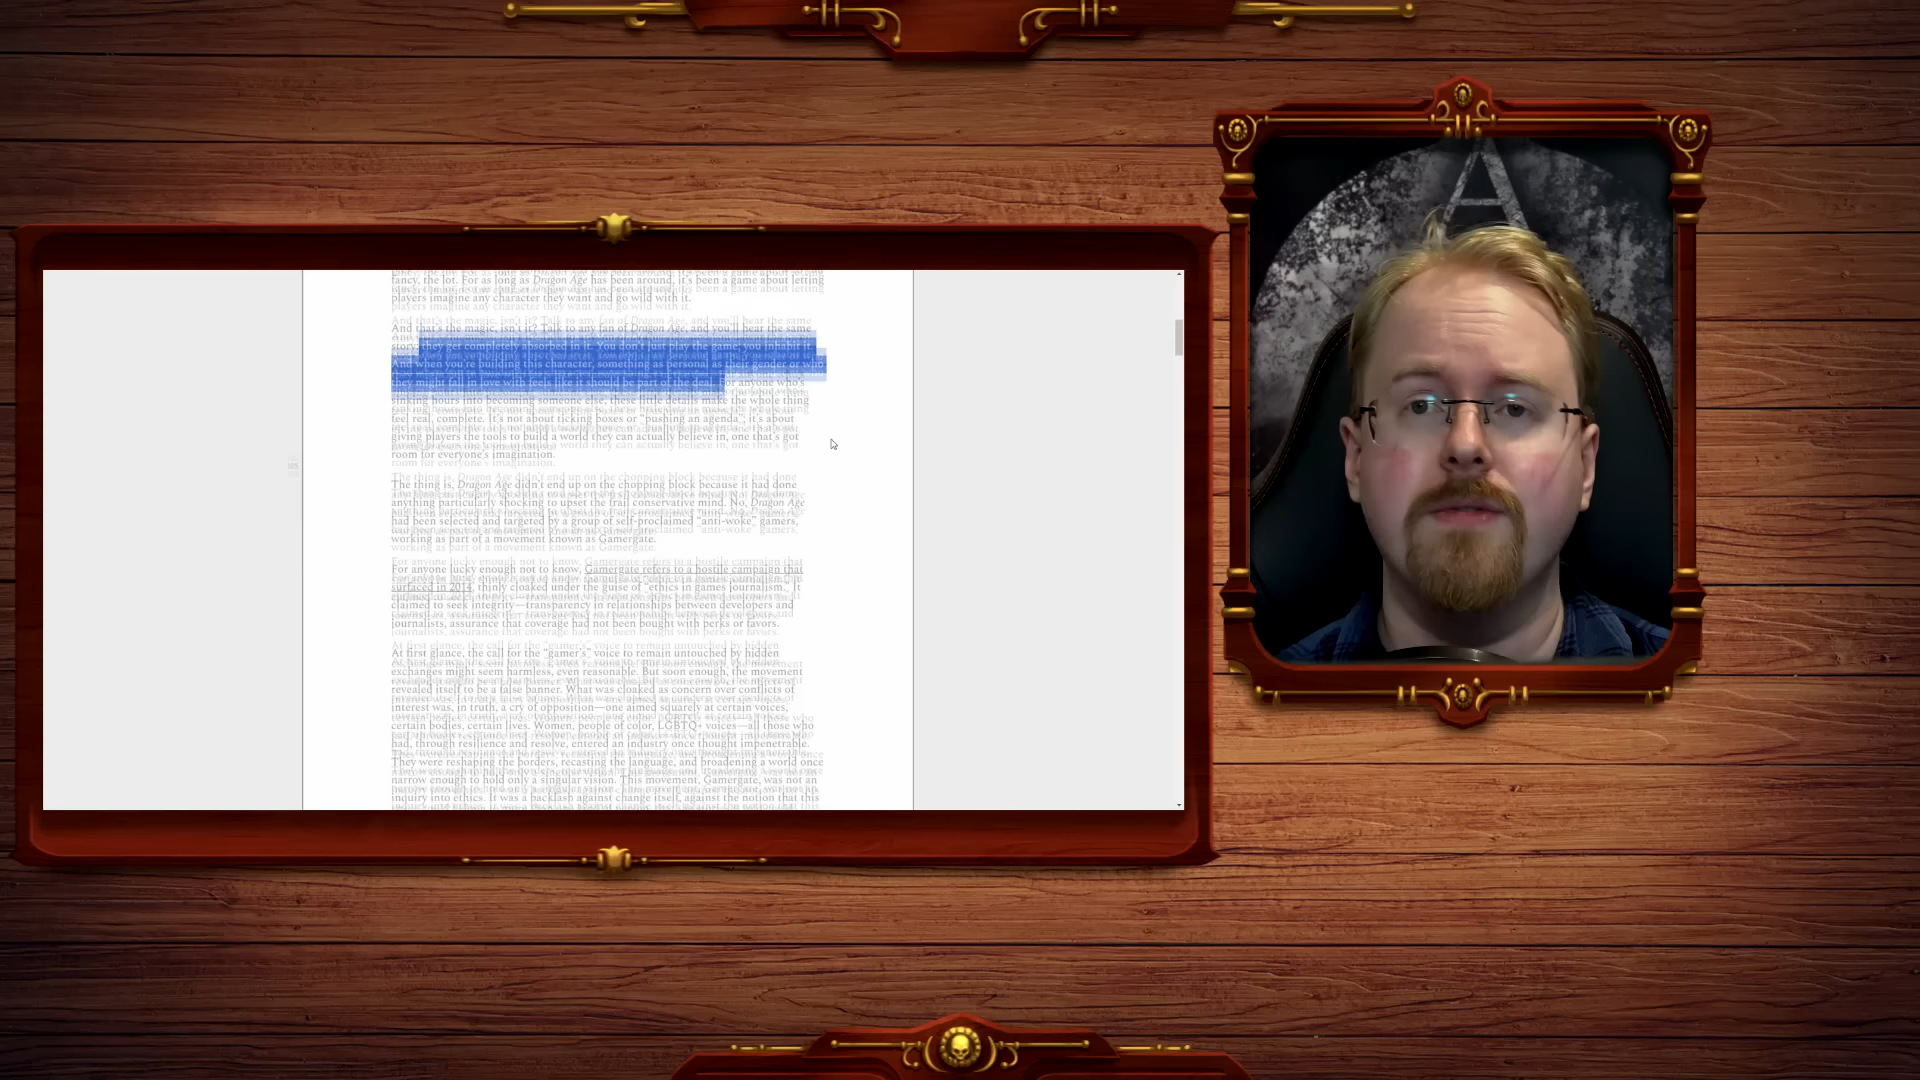 fancy, the lot. For as long as Dragon Age has been around, it's been a game about letting
players imagine any character they want and go wild with it.
And that's the magic, isn't it? Talk to any fan of Dragon Age, and you'll hear the same
story: they get completely absorbed in it. You don't just play the game; you inhabit it.
And when you're building this character, something as personal as their gender or who
they might fall in love with feels like it should be part of the deal. For anyone who's
sinking hours into becoming someone else, these little details make the whole thing
feel real, complete. It's not about ticking boxes or "pushing an agenda"; it's about
giving players the tools to build a world they can actually believe in, one that's got
room for everyone's imagination.
The thing is, Dragon Age didn't end up on the chopping block because it had done
anything particularly shocking to upset the frail conservative mind. No, Dragon Age
had been selected and targeted by a group of self-proclaimed "anti-woke" gamers,
working as part of a movement known as Gamergate.
For anyone lucky enough not to know, Gamergate refers to a hostile campaign that
surfaced in 2014, thinly cloaked under the guise of "ethics in games journalism." It
claimed to seek integrity—transparency in relationships between developers and
journalists, assurance that coverage had not been bought with perks or favors.
At first glance, the call for the "gamer's" voice to remain untouched by hidden
exchanges might seem harmless, even reasonable. But soon enough, the movement
revealed itself to be a false banner. What was cloaked as concern over conflicts of
interest was, in truth, a cry of opposition—one aimed squarely at certain voices,
certain bodies, certain lives. Women, people of color, LGBTQ+ voices—all those who
had, through resilience and resolve, entered an industry once thought impenetrable.
They were reshaping the borders, recasting the language, and broadening a world once
narrow enough to hold only a singular vision. This movement, Gamergate, was not an
inquiry into ethics. It was a backlash against change itself, against the notion that this
A